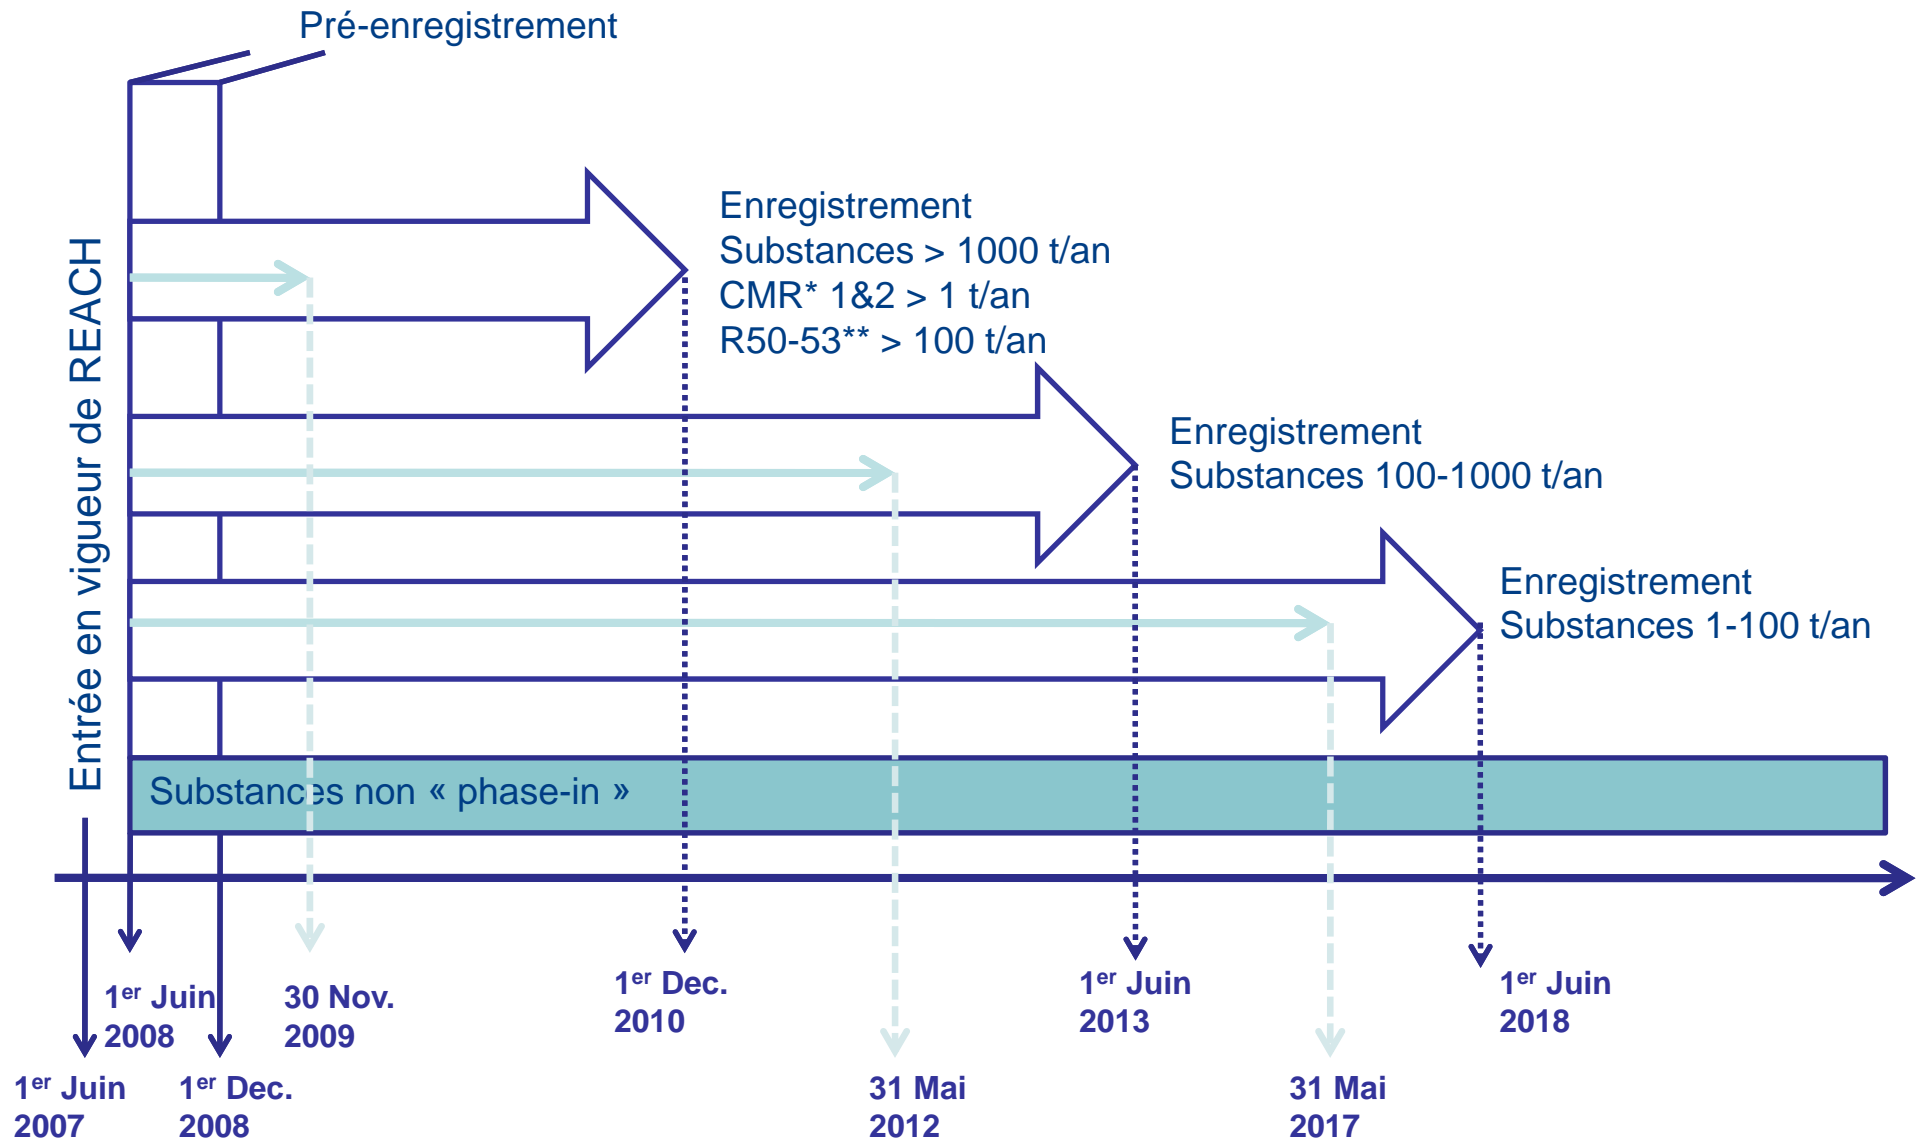 Pré-enregistrement
Entrée en vigueur de REACH
Enregistrement
Substances > 1000 t/an
CMR* 1&2 > 1 t/an
R50-53** > 100 t/an
Enregistrement
Substances 100-1000 t/an
Enregistrement
Substances 1-100 t/an
Substances non « phase-in »
1er Juin
2007
1er Juin
2008
1er Dec.
2008
30 Nov.
2009
1er Dec.
2010
31 Mai
2012
1er Juin
2013
31 Mai
2017
1er Juin
2018